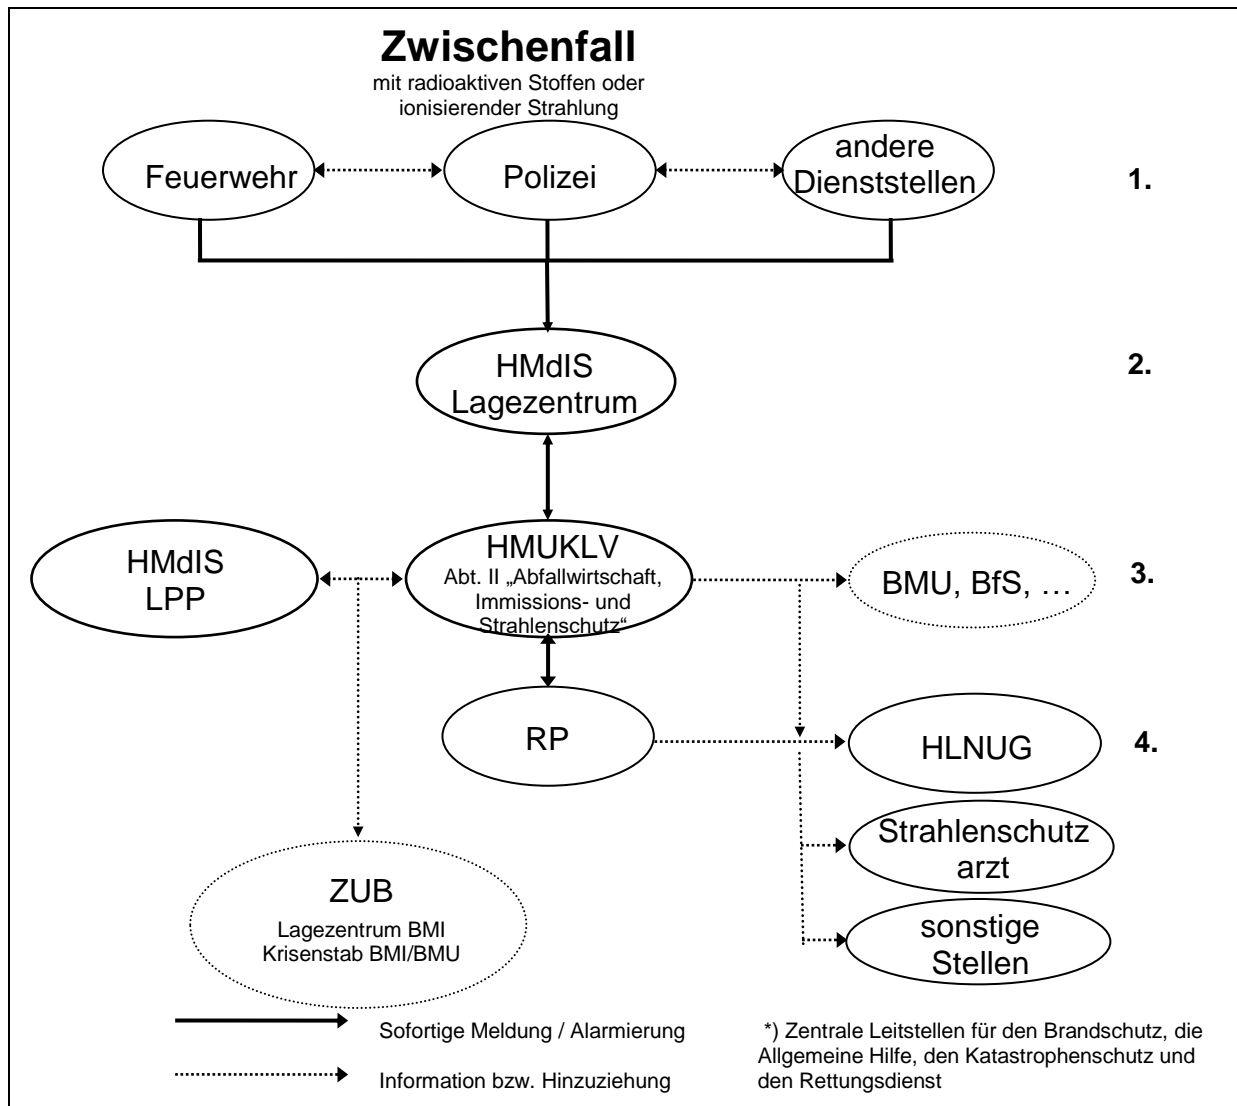 Zwischenfall
mit radioaktiven Stoffen oder
ionisierender Strahlung
Feuerwehr
Polizei
andere
Dienststellen
1.
HMdIS
Lagezentrum
2.
HMdIS
LPP
HMUKLV
Abt. II „Abfallwirtschaft,
Immissions- und
Strahlenschutz“
BMU, BfS, …
3.
RP
HLNUG
4.
Strahlenschutz
arzt
ZUB
Lagezentrum BMI
Krisenstab BMI/BMU
sonstige
Stellen
Sofortige Meldung / Alarmierung
Information bzw. Hinzuziehung
*) Zentrale Leitstellen für den Brandschutz, die
Allgemeine Hilfe, den Katastrophenschutz und
den Rettungsdienst